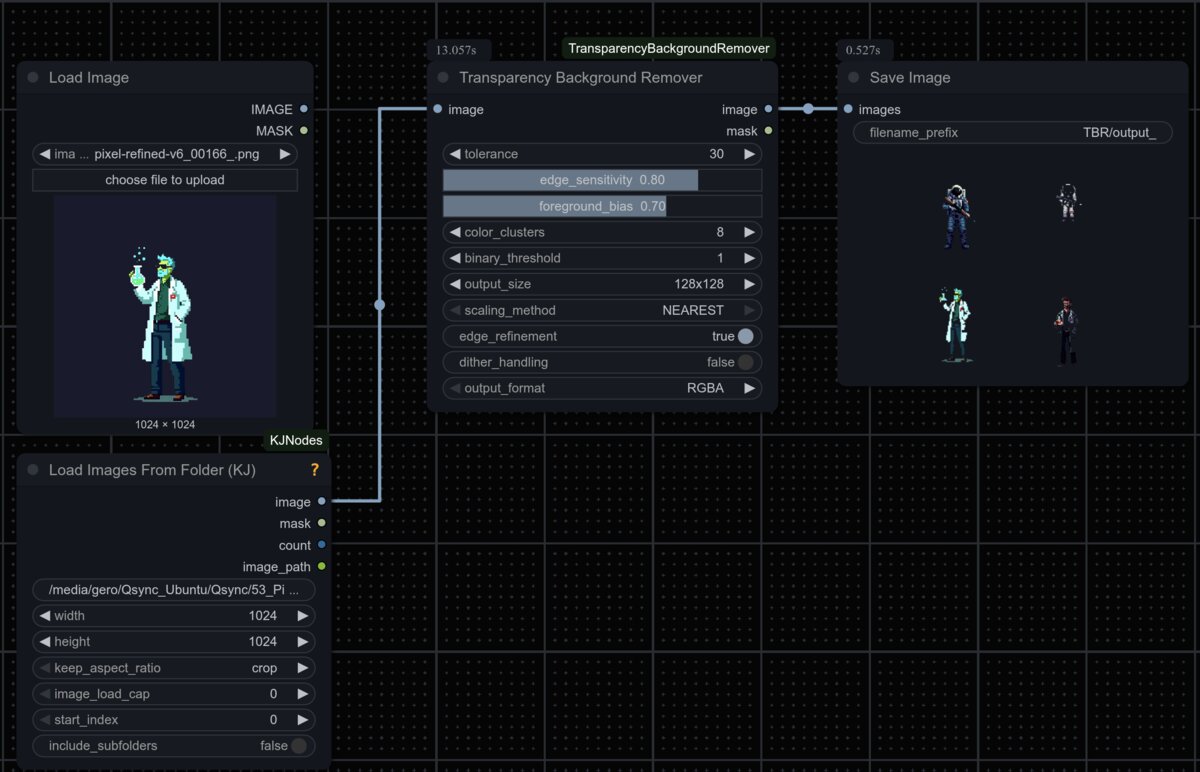 Load Image
IMAGE
MASK
ima ... pixel-refined-v6_00166_.png
choose file to upload
1024 × 1024
KJNodes
Load Images From Folder (KJ) ?
image
mask
count
image_path
/media/gero/Qsync_Ubuntu/Qsync/53_Pi ...
width 1024
height 1024
keep_aspect_ratio crop
image_load_cap 0
start_index 0
include_subfolders false
13.057s
TransparencyBackgroundRemover
Transparency Background Remover
image image
mask
tolerance 30
edge_sensitivity 0.80
foreground_bias 0.70
color_clusters 8
binary_threshold 1
output_size 128x128
scaling_method NEAREST
edge_refinement true
dither_handling false
output_format RGBA
0.527s
Save Image
images
filename_prefix TBR/output_